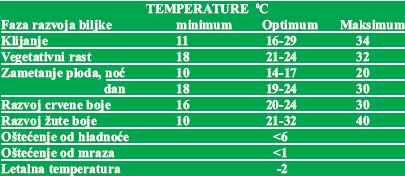 TEMPERATURE °C
Faza razvoja biljke minimum Optimum Maksimum
Klijanje 11 16-29 34
Vegetativni rast 18 21-24 32
Zametanje ploda, noć 10 14-17 20
dan 18 19-24 30
Razvoj crvene boje 16 20-24 30
Razvoj žute boje 10 21-32 40
Oštećenje od hladnoće <6
Oštećenje od mraza <1
Letalna temperatura -2